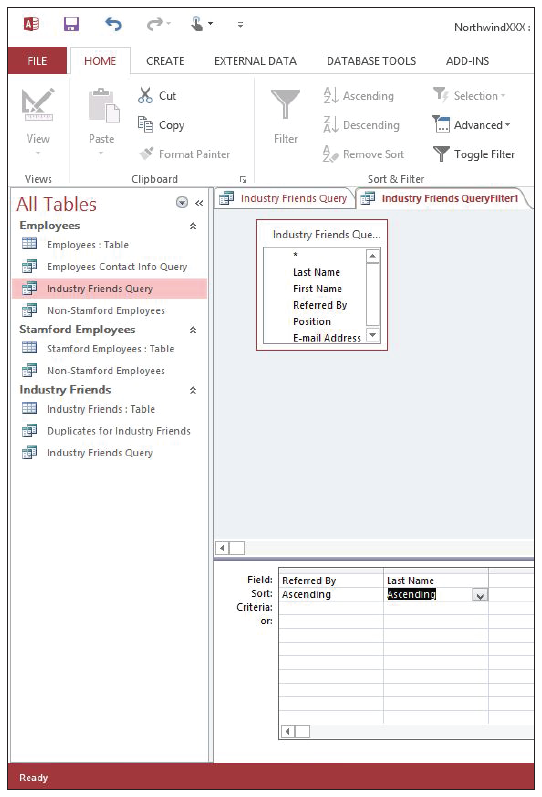 NorthwindXXX :
FILE HOME CREATE EXTERNAL DATA DATABASE TOOLS ADD-INS
View
Paste
Cut
Copy
Format Painter
Filter
Ascending
Descending
Remove Sort
Selection
Advanced
Toggle Filter
Views Clipboard Sort & Filter
All Tables
Employees
Employees : Table
Employees Contact Info Query
Industry Friends Query
Non-Stamford Employees
Stamford Employees
Stamford Employees : Table
Non-Stamford Employees
Industry Friends
Industry Friends : Table
Duplicates for Industry Friends
Industry Friends Query
Industry Friends Query Industry Friends QueryFilter1
Industry Friends Que...
*
Last Name
First Name
Referred By
Position
E-mail Address
Field: Referred By Last Name
Sort: Ascending Ascending
Criteria:
or:
Ready